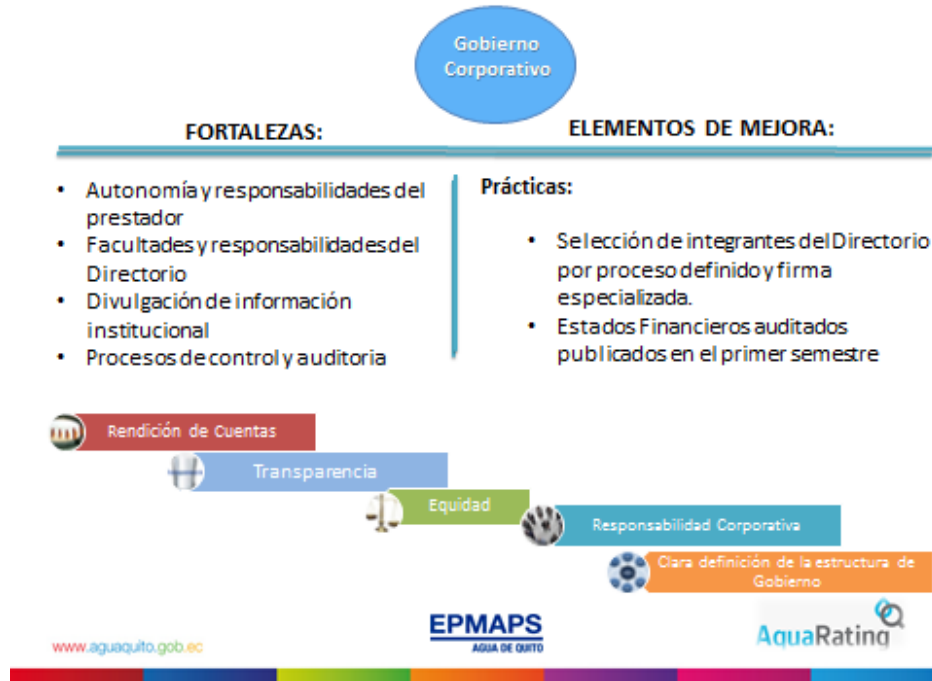 Gobierno
Corporativo
FORTALEZAS:
• Autonomía y responsabilidades del
prestador
• Facultades y responsabilidades del
Directorio
• Divulgación de información
institucional
• Procesos de control y auditoria
ELEMENTOS DE MEJORA:
Prácticas:
• Selección de integrantes del Directorio
por proceso definido y firma
especializada.
• Estados Financieros auditados
publicados en el primer semestre
Rendición de Cuentas
Transparencia
Equidad
Responsabilidad Corporativa
Clara definición de la estructura de
Gobierno
www.aguaquito.gob.ec
EPMAPS
AGUA DE QUITO
AquaRating